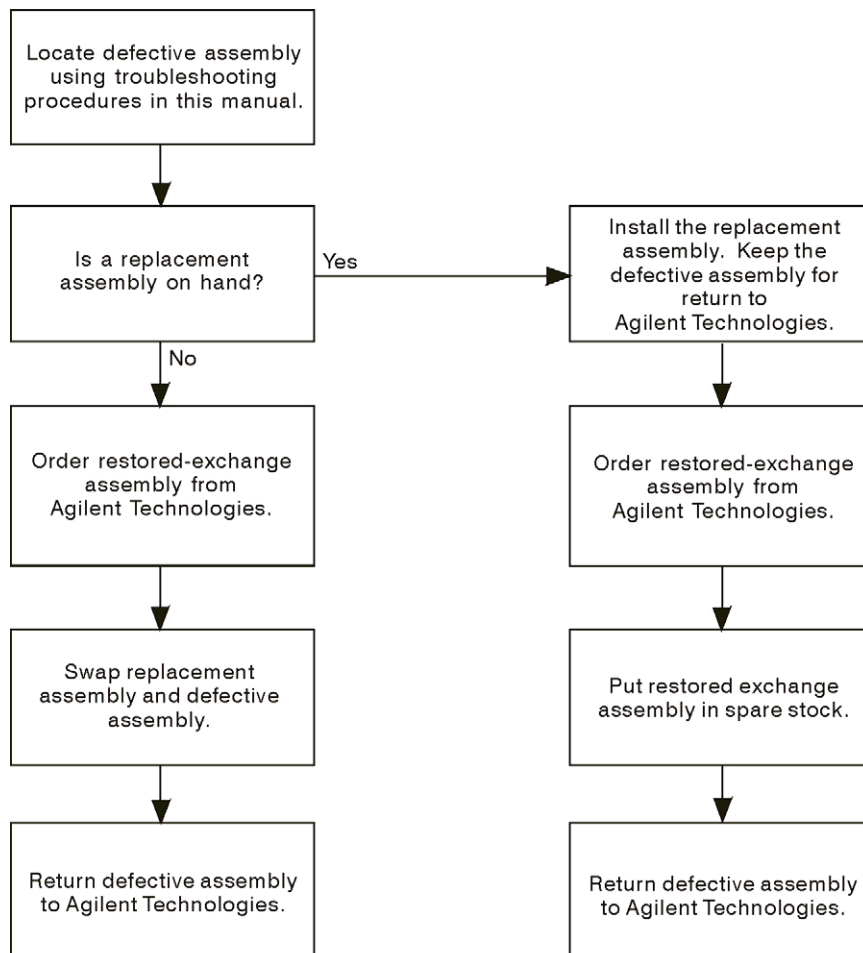 Locate defective assembly
using troubleshooting
procedures in this manual.
Is a replacement
assembly on hand?
Yes
Install the replacement
assembly. Keep the
defective assembly for
return to
Agilent Technologies.
No
Order restored-exchange
assembly from
Agilent Technologies.
Order restored-exchange
assembly from
Agilent Technologies.
Swap replacement
assembly and defective
assembly.
Put restored exchange
assembly in spare stock.
Return defective assembly
to Agilent Technologies.
Return defective assembly
to Agilent Technologies.